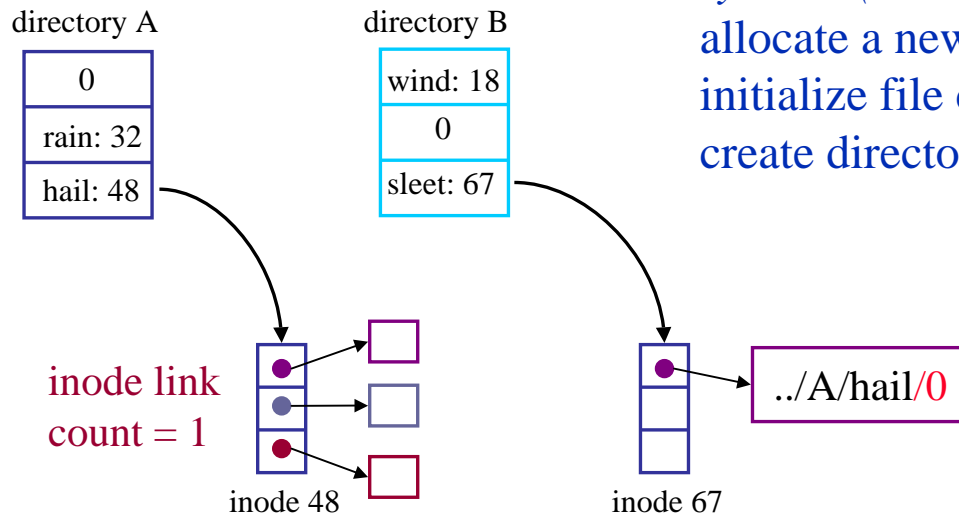 directory A
0
rain: 32
hail: 48
directory B
wind: 18
0
sleet: 67
allocate a new
initialize file
create
inode link
count = 1
inode 48
../A/hail/0
inode 67